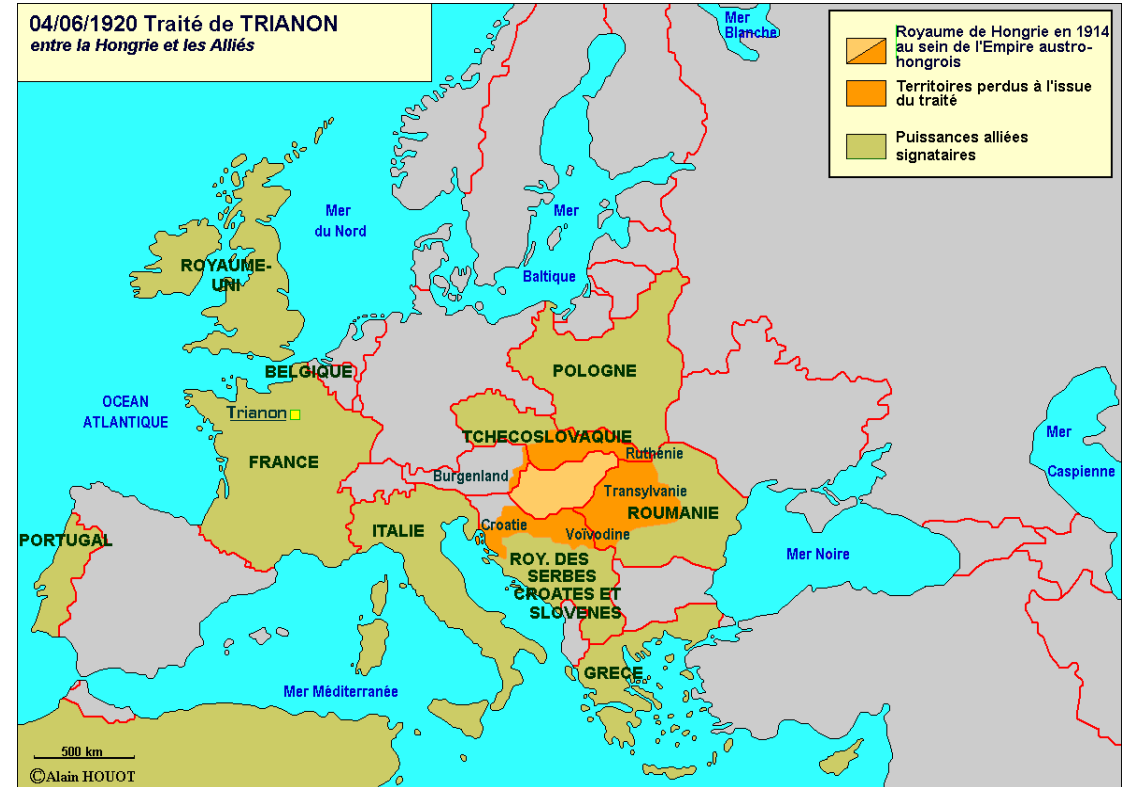 04/06/1920 Traité de TRIANON
entre la Hongrie et les Alliés
Mer
Blanche
Royaume de Hongrie en 1914
au sein de l'Empire austro-
hongrois
Territoires perdus à l'issue
du traité
Puissances alliées
signataires
Mer
du Nord
Mer
Baltique
ROYAUME-
UNI
BELGIQUE
POLOGNE
OCEAN
ATLANTIQUE
Trianon
TCHECOSLOVAQUIE
Ruthénie
Mer
Caspienne
FRANCE
Burgenland
Transylvanie
ROUMANIE
Croatie
ITALIE
Voïvodine
PORTUGAL
Mer Noire
ROY. DES
SERBES
CROATES ET
SLOVENES
GRECE
Mer Méditerranée
500 km
©Alain HOUOT